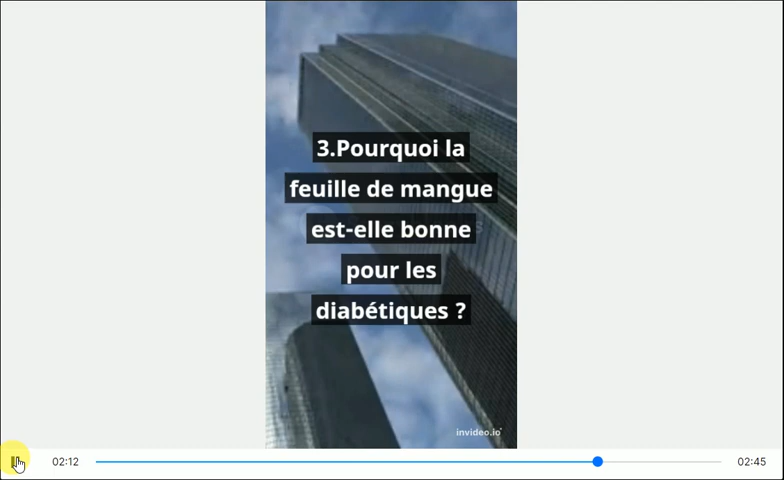 3.Pourquoi la
feuille de mangue
est-elle bonne
pour les
diabétiques ?
invideo.io
02:12
02:45